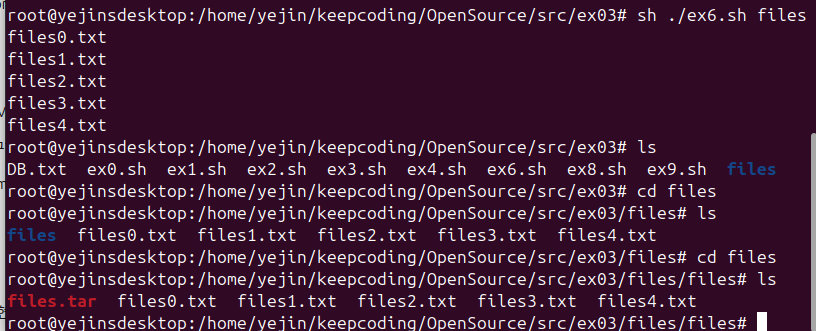 root@yejinsdesktop:/home/yejin/keepcoding/OpenSource/src/ex03# sh ./ex6.sh files
files0.txt
files1.txt
files2.txt
files3.txt
files4.txt
root@yejinsdesktop:/home/yejin/keepcoding/OpenSource/src/ex03# ls
DB.txt  ex0.sh  ex1.sh  ex2.sh  ex3.sh  ex4.sh  ex6.sh  ex8.sh  ex9.sh  files
root@yejinsdesktop:/home/yejin/keepcoding/OpenSource/src/ex03# cd files
root@yejinsdesktop:/home/yejin/keepcoding/OpenSource/src/ex03/files# ls
files  files0.txt  files1.txt  files2.txt  files3.txt  files4.txt
root@yejinsdesktop:/home/yejin/keepcoding/OpenSource/src/ex03/files# cd files
root@yejinsdesktop:/home/yejin/keepcoding/OpenSource/src/ex03/files/files# ls
files.tar  files0.txt  files1.txt  files2.txt  files3.txt  files4.txt
root@yejinsdesktop:/home/yejin/keepcoding/OpenSource/src/ex03/files/files#